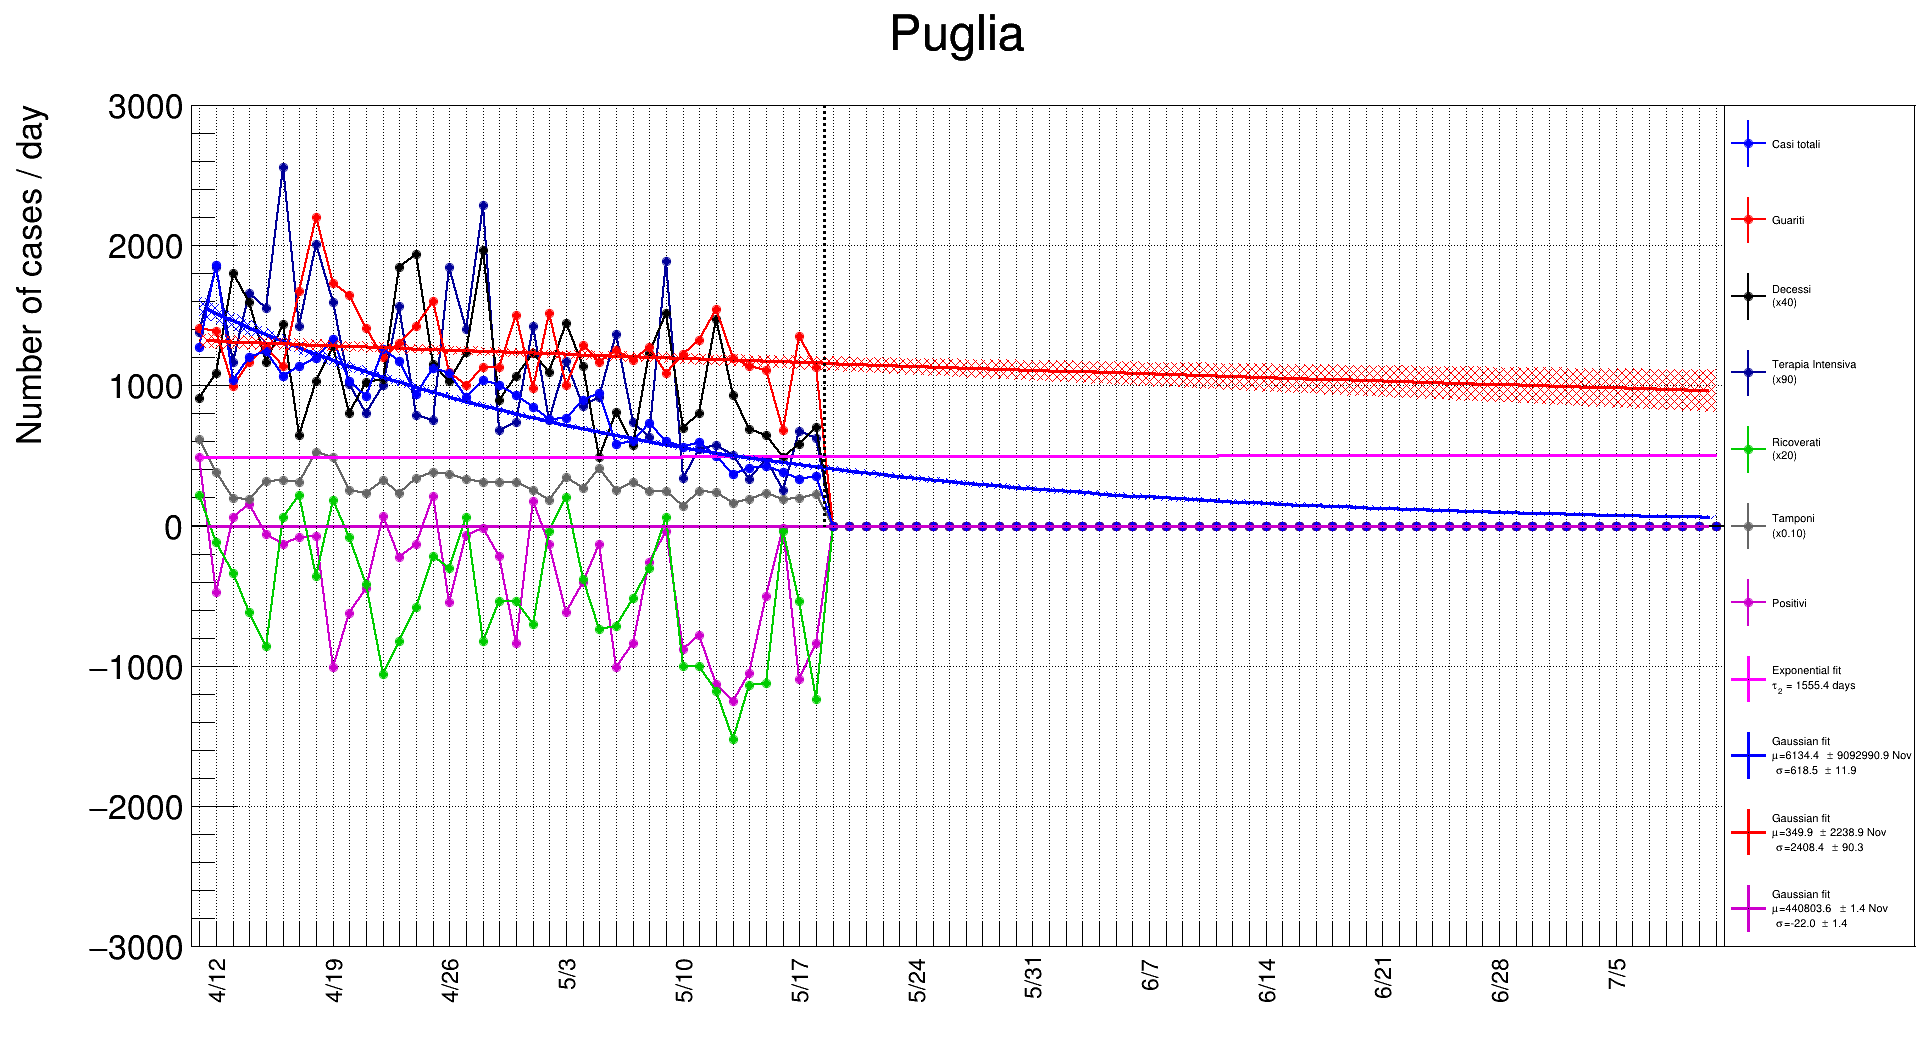 Puglia
Number of cases / day
3000
2000
1000
0
−1000
−2000
−3000
4/12
4/19
4/26
5/3
5/10
5/17
5/24
5/31
6/7
6/14
6/21
6/28
7/5
Casi totali
Guariti
Decessi
(x40)
Terapia Intensiva
(x90)
Ricoverati
(x20)
Tamponi
(x0.10)
Positivi
Exponential fit
τ2 = 1555.4 days
Gaussian fit
μ=6134.4 ± 9092990.9 Nov
σ=618.5 ± 11.9
Gaussian fit
μ=349.9 ± 2238.9 Nov
σ=2408.4 ± 90.3
Gaussian fit
μ=440803.6 ± 1.4 Nov
σ=-22.0 ± 1.4